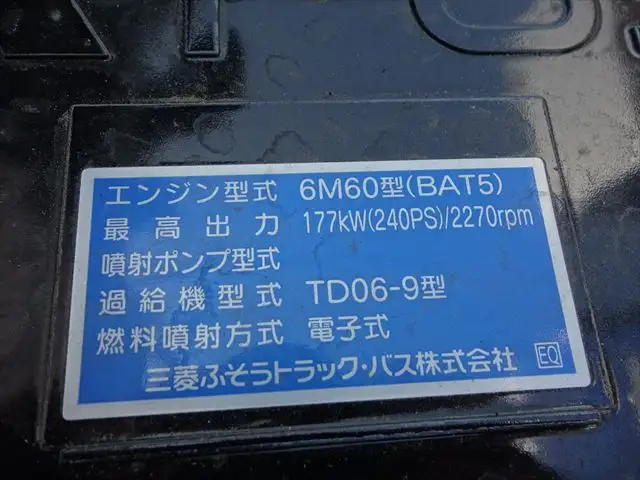 エンジン型式 6M60型(BAT5)
最高出力 177kW(240PS)/2270rpm
噴射ポンプ型式
過給機型式 TD06-9型
燃料噴射方式 電子式
三菱ふそうトラック・バス株式会社 EQ